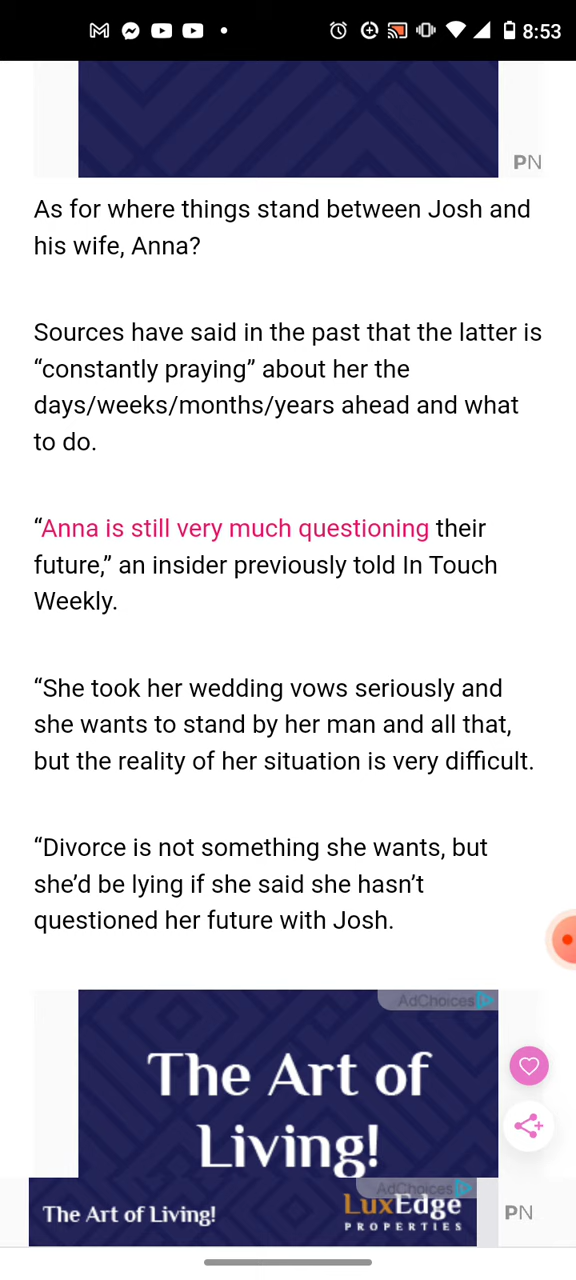 8:53
PN
As for where things stand between Josh and
his wife, Anna?
Sources have said in the past that the latter is
“constantly praying” about her the
days/weeks/months/years ahead and what
to do.
“Anna is still very much questioning their
future,” an insider previously told In Touch
Weekly.
“She took her wedding vows seriously and
she wants to stand by her man and all that,
but the reality of her situation is very difficult.
“Divorce is not something she wants, but
she’d be lying if she said she hasn’t
questioned her future with Josh.
AdChoices
The Art of
Living!
AdChoices
The Art of Living!
LuxEdge
PROPERTIES
PN